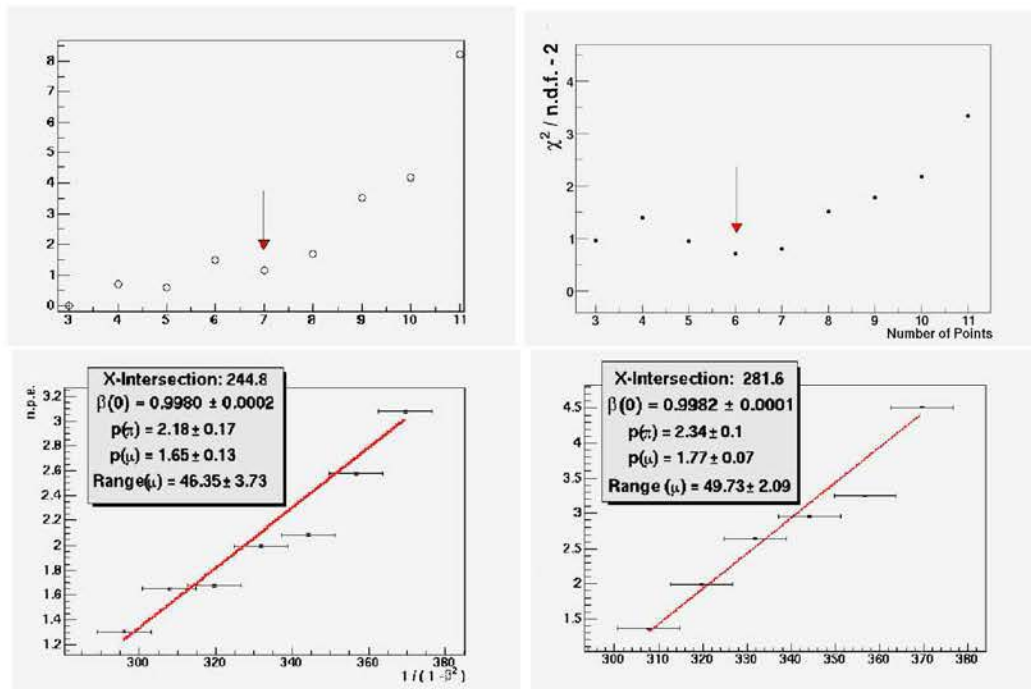 8
7
6
5
4
3
2
1
0
3 4 5 6 7 8 9 10 11
χ² / n.d.f. - 2
4
3
2
1
0
3 4 5 6 7 8 9 10 11
Number of Points
n.p.e.
3.2
3
2.8
2.6
2.4
2.2
2
1.8
1.6
1.4
1.2
X-Intersection: 244.8
β(0) = 0.9980 ± 0.0002
p(π) = 2.18 ± 0.17
p(μ) = 1.65 ± 0.13
Range(μ) = 46.35 ± 3.73
300 320 340 360 380
1 / (1 -β²)
4.5
4
3.5
3
2.5
2
1.5
X-Intersection: 281.6
β(0) = 0.9982 ± 0.0001
p(π) = 2.34 ± 0.1
p(μ) = 1.77 ± 0.07
Range (μ) = 49.73 ± 2.09
300 310 320 330 340 350 360 370 380